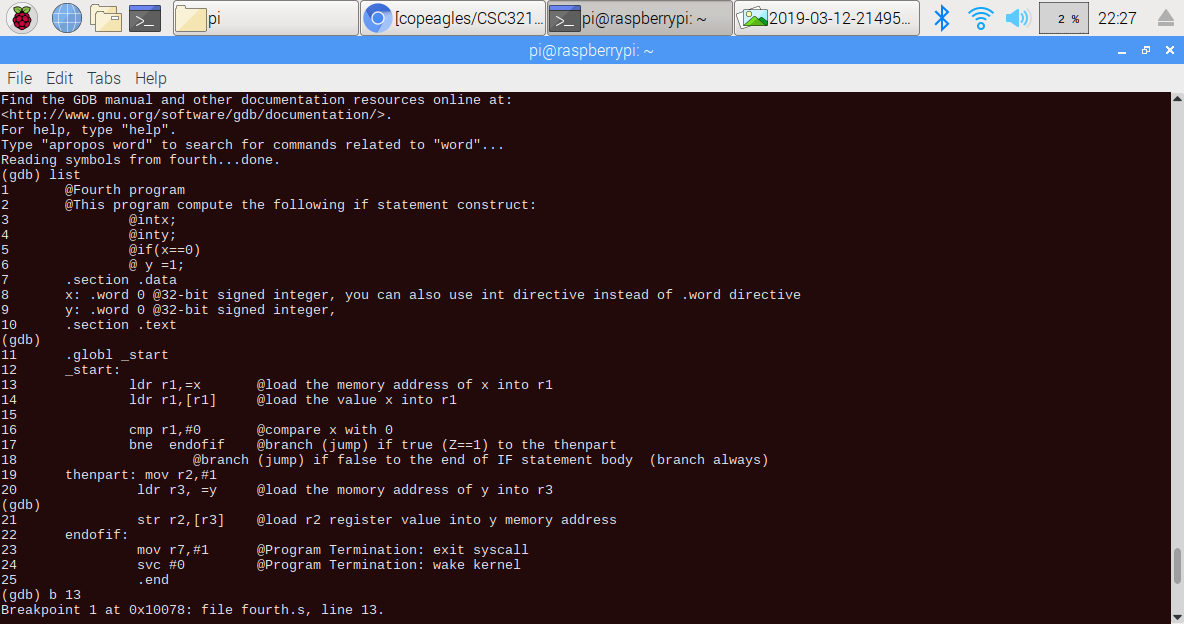 pi
[copeagles/CSC321...
pi@raspberrypi: ~
2019-03-12-21495...
2 %
22:27
pi@raspberrypi: ~
File Edit Tabs Help
Find the GDB manual and other documentation resources online at:
<http://www.gnu.org/software/gdb/documentation/>.
For help, type "help".
Type "apropos word" to search for commands related to "word"...
Reading symbols from fourth...done.
(gdb) list
1       @Fourth program
2       @This program compute the following if statement construct:
3               @intx;
4               @inty;
5               @if(x==0)
6               @ y =1;
7       .section .data
8       x: .word 0 @32-bit signed integer, you can also use int directive instead of .word directive
9       y: .word 0 @32-bit signed integer,
10      .section .text
(gdb)
11      .globl _start
12      _start:
13              ldr r1,=x       @load the memory address of x into r1
14              ldr r1,[r1]     @load the value x into r1
15
16              cmp r1,#0       @compare x with 0
17              bne  endofif    @branch (jump) if true (Z==1) to the thenpart
18                      @branch (jump) if false to the end of IF statement body  (branch always)
19      thenpart: mov r2,#1
20               ldr r3, =y     @load the momory address of y into r3
(gdb)
21               str r2,[r3]    @load r2 register value into y memory address
22      endofif:
23               mov r7,#1      @Program Termination: exit syscall
24               svc #0         @Program Termination: wake kernel
25               .end
(gdb) b 13
Breakpoint 1 at 0x10078: file fourth.s, line 13.